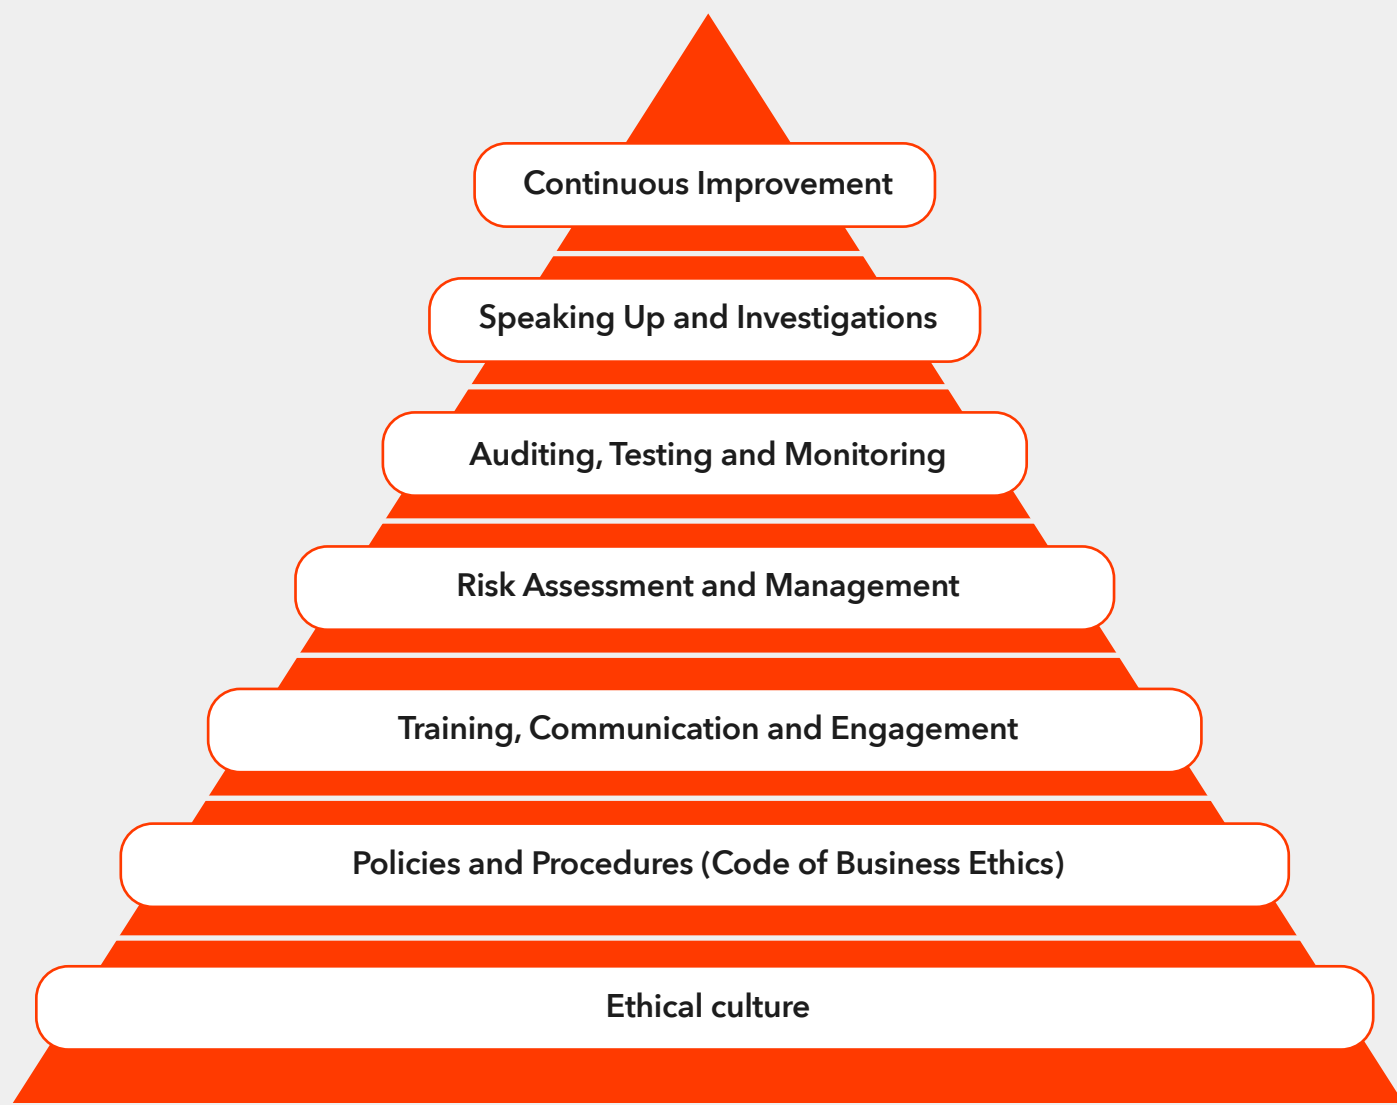 Continuous Improvement
Speaking Up and Investigations
Auditing, Testing and Monitoring
Risk Assessment and Management
Training, Communication and Engagement
Policies and Procedures (Code of Business Ethics)
Ethical culture